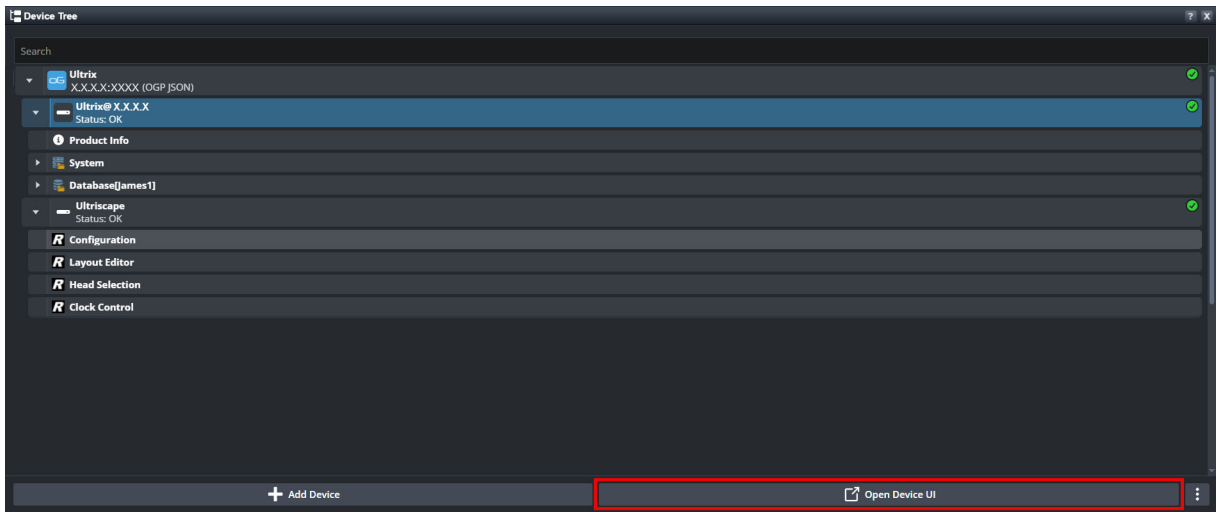 Device Tree
? X
Search
Ultrix
X.X.X.X:XXXX (OGP JSON)
Ultrix@ X.X.X.X
Status: OK
Product Info
System
Database[James1]
Ultriscape
Status: OK
Configuration
Layout Editor
Head Selection
Clock Control
Add Device
Open Device UI